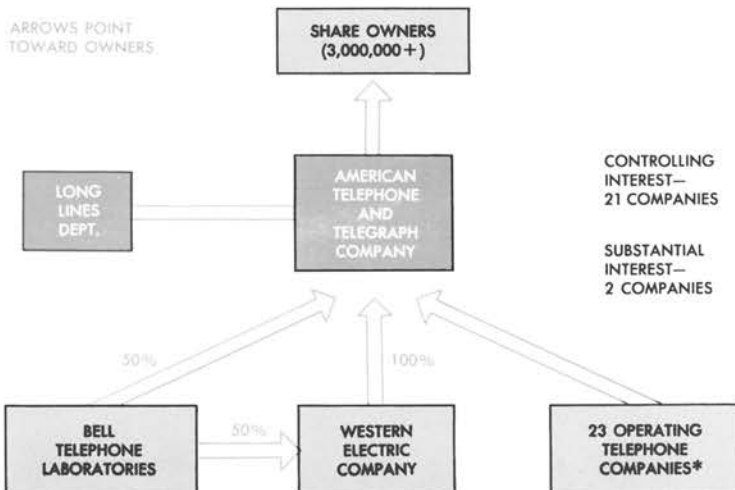 ARROWS POINT
TOWARD OWNERS
SHARE OWNERS
(3,000,000+)
LONG
LINES
DEPT.
AMERICAN
TELEPHONE
AND
TELEGRAPH
COMPANY
CONTROLLING
INTEREST—
21 COMPANIES
SUBSTANTIAL
INTEREST—
2 COMPANIES
50%
100%
BELL
TELEPHONE
LABORATORIES
50%
WESTERN
ELECTRIC
COMPANY
23 OPERATING
TELEPHONE
COMPANIES*